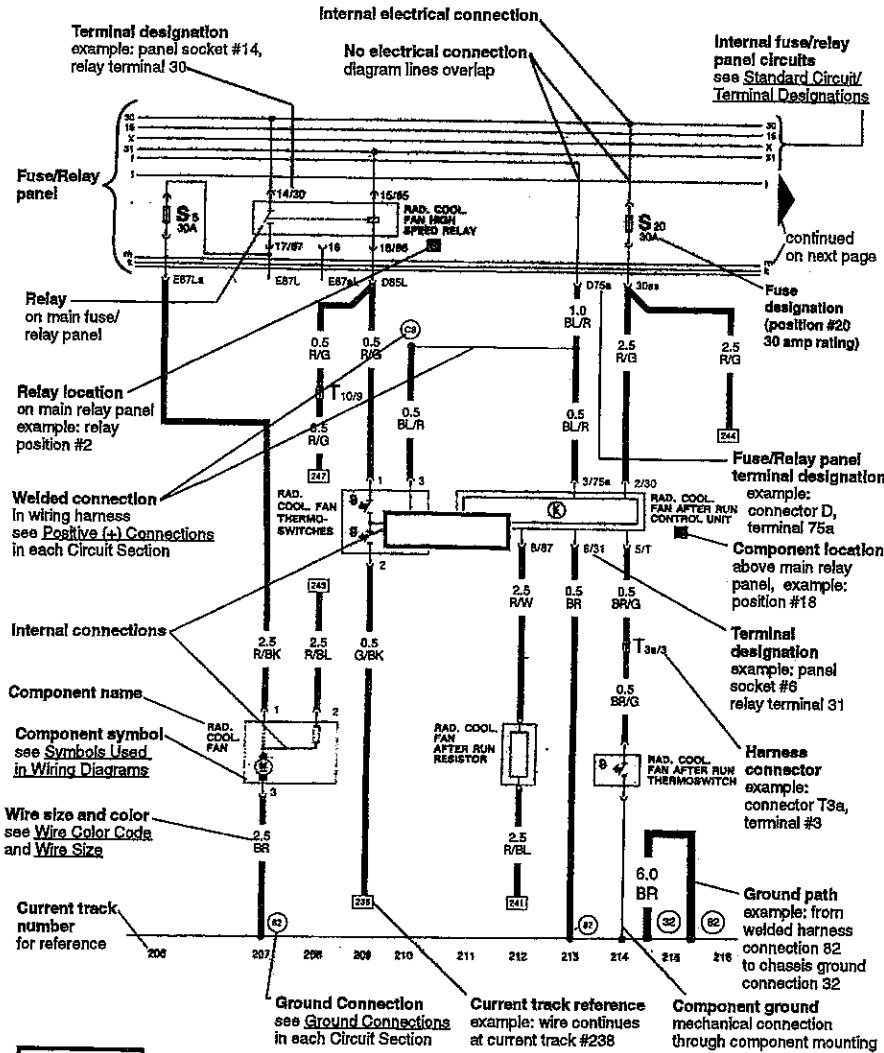 Internal electrical connection
Terminal designation
example: panel socket #14,
relay terminal 30
No electrical connection
diagram lines overlap
Internal fuse/relay
panel circuits
see Standard Circuit/
Terminal Designations
30
15
X
31
30
15
X
31
Fuse/Relay
panel
14/30
15/85
RAD. COOL.
FAN HIGH
SPEED RELAY
S5
30A
S20
30A
17/87
16
18/86
continued
on next page
E87La
E87L
E87aL
D85L
D75a
30aa
Relay
on main fuse/
relay panel
Fuse
designation
(position #20
30 amp rating)
C8
1.0
BL/R
0.5
R/G
0.5
R/G
2.5
R/G
2.5
R/G
Relay location
on main relay panel
example: relay
position #2
T10/9
0.5
R/G
0.5
BL/R
0.5
BL/R
247
244
Fuse/Relay panel
terminal designation
example:
connector D,
terminal 75a
Welded connection
in wiring harness
see Positive (+) Connections
in each Circuit Section
1
3
3/75a
2/30
RAD.
COOL. FAN
THERMO-
SWITCHES
K
RAD. COOL.
FAN AFTER RUN
CONTROL UNIT
2
8/87
6/31
5/T
Component location
above main relay
panel, example:
position #18
243
2.5
R/W
0.5
BR
0.5
BR/G
Internal connections
2.5
R/BK
2.5
R/BL
0.5
G/BK
T3a/3
Terminal
designation
example: panel
socket #6
relay terminal 31
0.5
BR/G
Component name
1
2
RAD.
COOL.
FAN
RAD. COOL.
FAN
AFTER RUN
RESISTOR
RAD. COOL.
FAN AFTER RUN
THERMOSWITCH
Component symbol
see Symbols Used
in Wiring Diagrams
3
Harness
connector
example:
connector T3a,
terminal #3
Wire size and color
see Wire Color Code
and Wire Size
2.5
BR
2.5
R/BL
6.0
BR
Ground path
example: from
welded harness
connection 82
to chassis ground
connection 32
238
241
Current track
number
for reference
82
82
32
82
206
207
208
209
210
211
212
213
214
215
216
Ground Connection
see Ground Connections
in each Circuit Section
Current track reference
example: wire continues
at current track #238
Component ground
mechanical connection
through component mounting